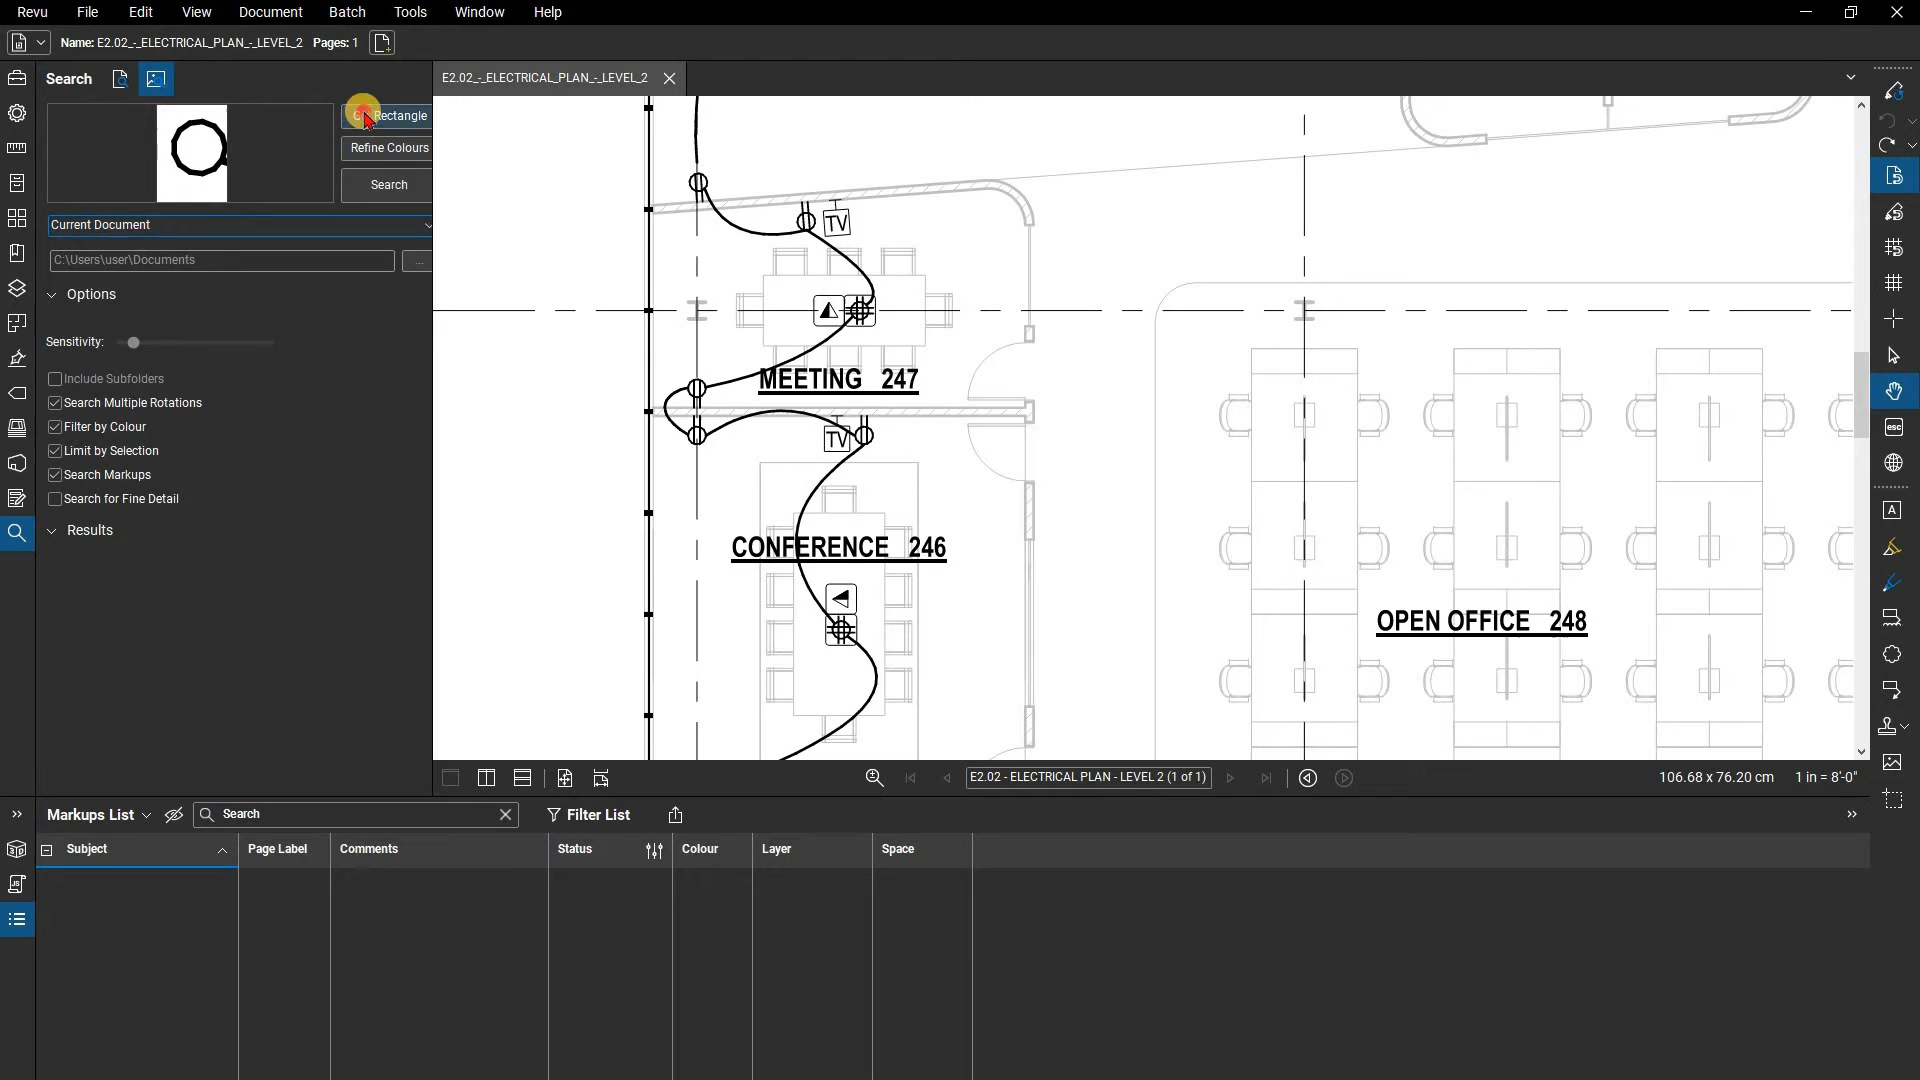 Revu File Edit View Document Batch Tools Window Help
Name: E2.02_-_ELECTRICAL_PLAN_-_LEVEL_2 Pages: 1
Search
E2.02_-_ELECTRICAL_PLAN_-_LEVEL_2
Rectangle
Refine Colours
Search
Current Document
C:\Users\user\Documents
...
Options
Sensitivity:
Include Subfolders
Search Multiple Rotations
Filter by Colour
Limit by Selection
Search Markups
Search for Fine Detail
Results
TV
MEETING 247
TV
CONFERENCE 246
OPEN OFFICE 248
esc
A
E2.02 - ELECTRICAL PLAN - LEVEL 2 (1 of 1)
106.68 x 76.20 cm
1 in = 8'-0"
Markups List
Search
Filter List
Subject
Page Label
Comments
Status
Colour
Layer
Space